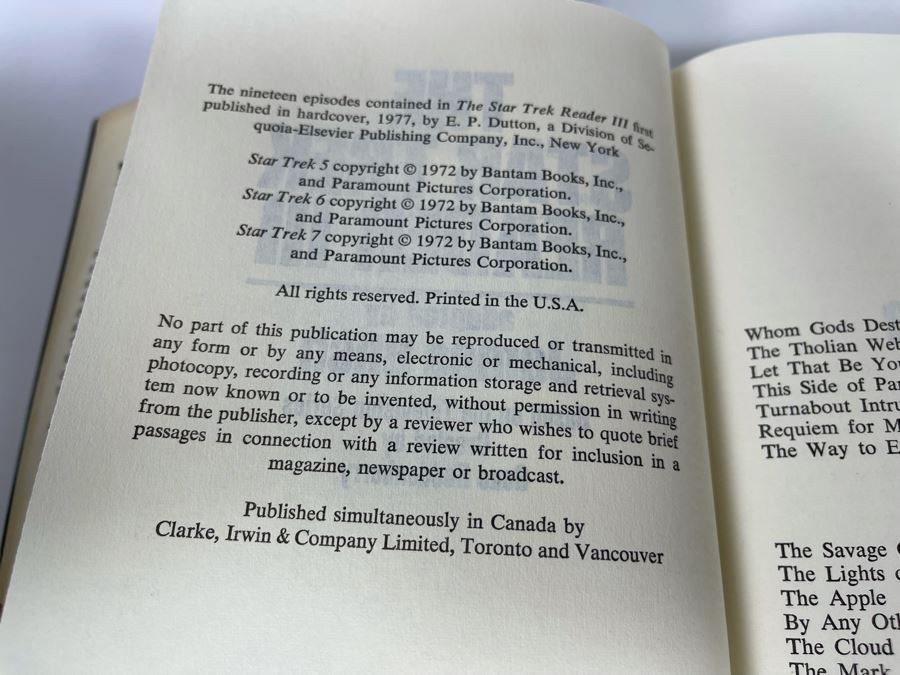 The nineteen episodes contained in The Star Trek Reader III first
published in hardcover, 1977, by E. P. Dutton, a Division of Se-
quoia-Elsevier Publishing Company, Inc., New York
Star Trek 5 copyright © 1972 by Bantam Books, Inc.,
and Paramount Pictures Corporation.
Star Trek 6 copyright © 1972 by Bantam Books, Inc.,
and Paramount Pictures Corporation.
Star Trek 7 copyright © 1972 by Bantam Books, Inc.,
and Paramount Pictures Corporation.
All rights reserved. Printed in the U.S.A.
No part of this publication may be reproduced or transmitted in
any form or by any means, electronic or mechanical, including
photocopy, recording or any information storage and retrieval sys-
tem now known or to be invented, without permission in writing
from the publisher, except by a reviewer who wishes to quote brief
passages in connection with a review written for inclusion in a
magazine, newspaper or broadcast.
Published simultaneously in Canada by
Clarke, Irwin & Company Limited, Toronto and Vancouver
Whom Gods Dest
The Tholian Web
Let That Be You
This Side of Par
Turnabout Intru
Requiem for M
The Way to E
The Savage
The Lights
The Apple
By Any Oth
The Cloud
The Mark